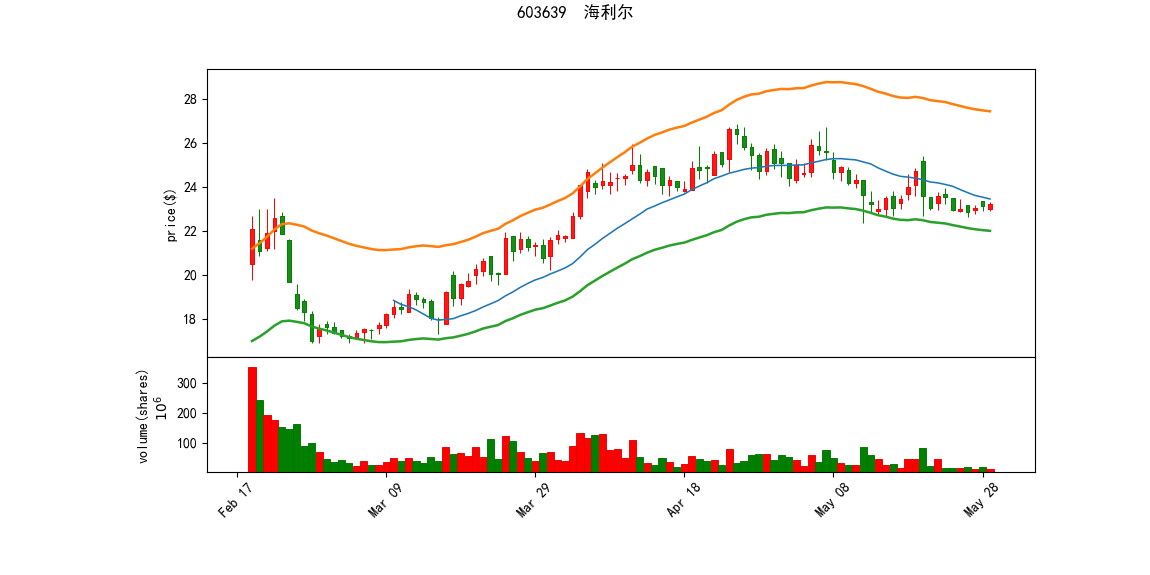 603639 海利尔
price($)
28
26
24
22
20
18
volume(shares)
10^6
300
200
100
Feb 17
Mar 09
Mar 29
Apr 18
May 08
May 28